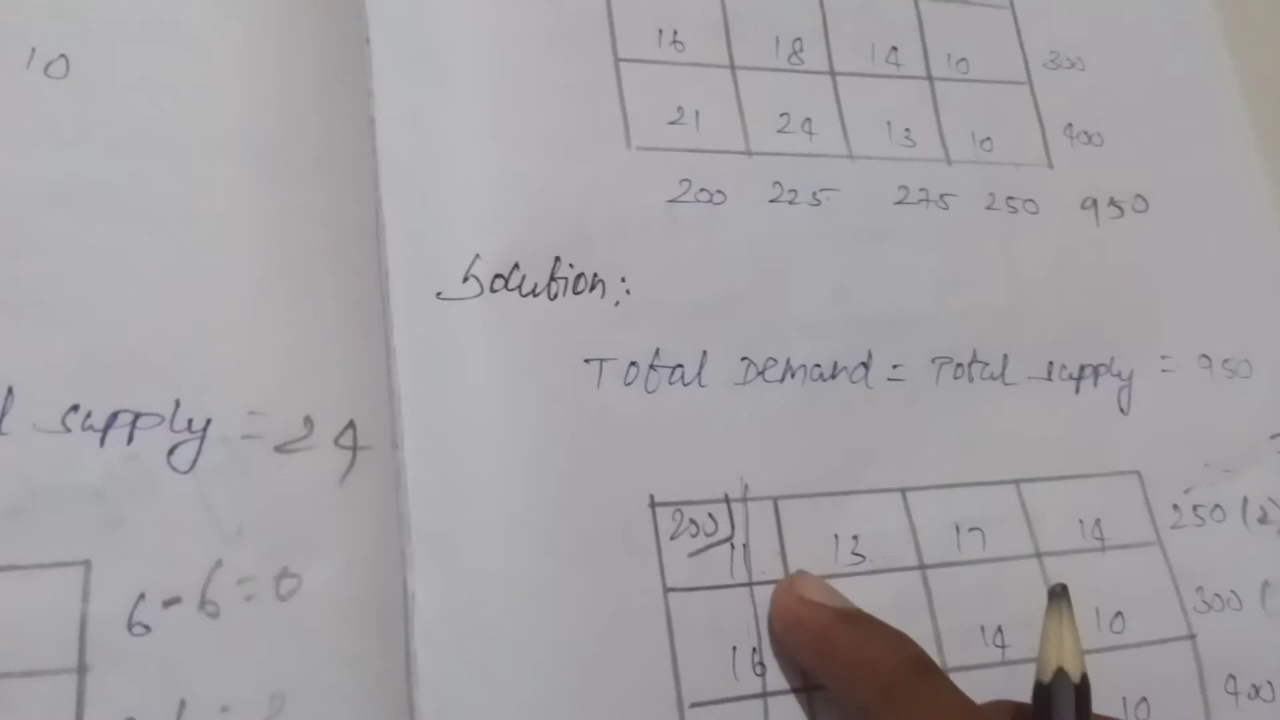 10
16 18 14 10 300
21 24 13 10 400
200 225 275 250 950
Solution:
Total Demand = Total supply = 950
supply = 24
200 11 13 17 14 250 (2)
6-6=0
16 14 10 300 (
10 400